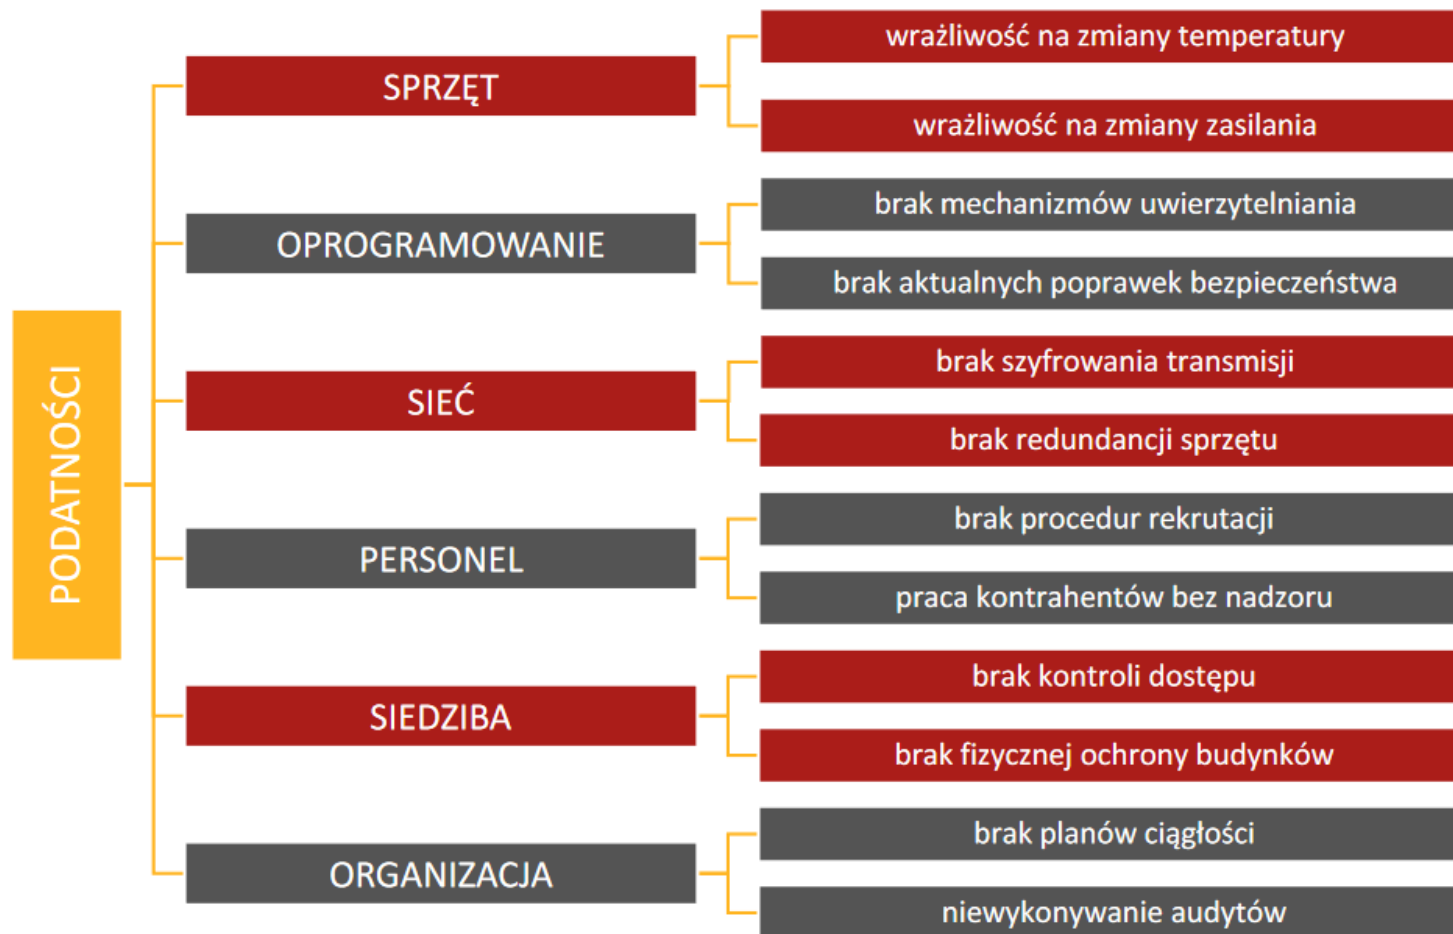 PODATNOŚCI
SPRZĘT
wrażliwość na zmiany temperatury
wrażliwość na zmiany zasilania
OPROGRAMOWANIE
brak mechanizmów uwierzytelniania
brak aktualnych poprawek bezpieczeństwa
SIEĆ
brak szyfrowania transmisji
brak redundancji sprzętu
PERSONEL
brak procedur rekrutacji
praca kontrahentów bez nadzoru
SIEDZIBA
brak kontroli dostępu
brak fizycznej ochrony budynków
ORGANIZACJA
brak planów ciągłości
niewykonywanie audytów